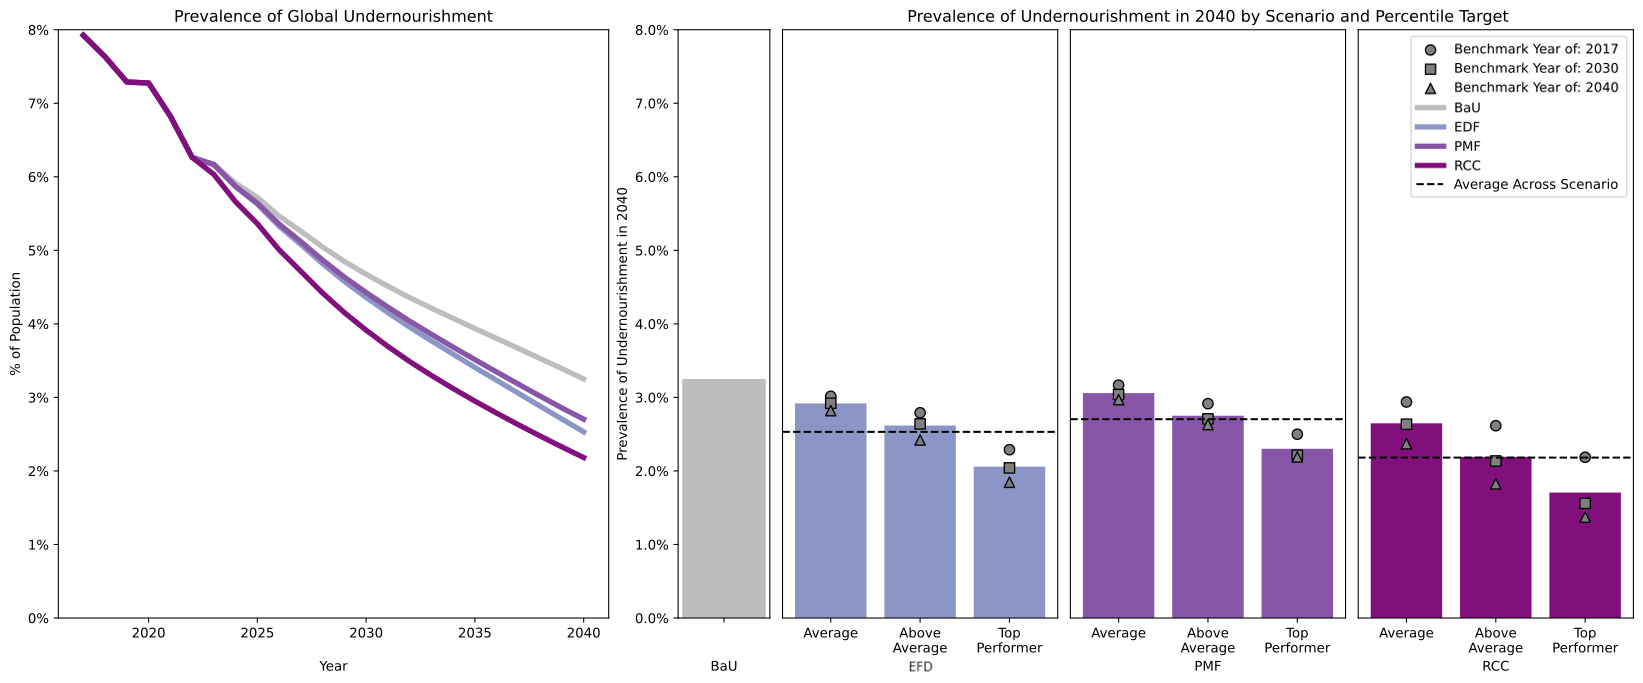 Prevalence of Global Undernourishment
8%
7%
6%
5%
4%
3%
2%
1%
0%
% of Population
2020
2025
2030
2035
2040
Year
Prevalence of Undernourishment in 2040 by Scenario and Percentile Target
8.0%
7.0%
6.0%
5.0%
4.0%
3.0%
2.0%
1.0%
0.0%
Prevalence of Undernourishment in 2040
BaU
Average
Above
Average
Top
Performer
EFD
Average
Above
Average
Top
Performer
PMF
Benchmark Year of: 2017
Benchmark Year of: 2030
Benchmark Year of: 2040
BaU
EDF
PMF
RCC
Average Across Scenario
Average
Above
Average
Top
Performer
RCC